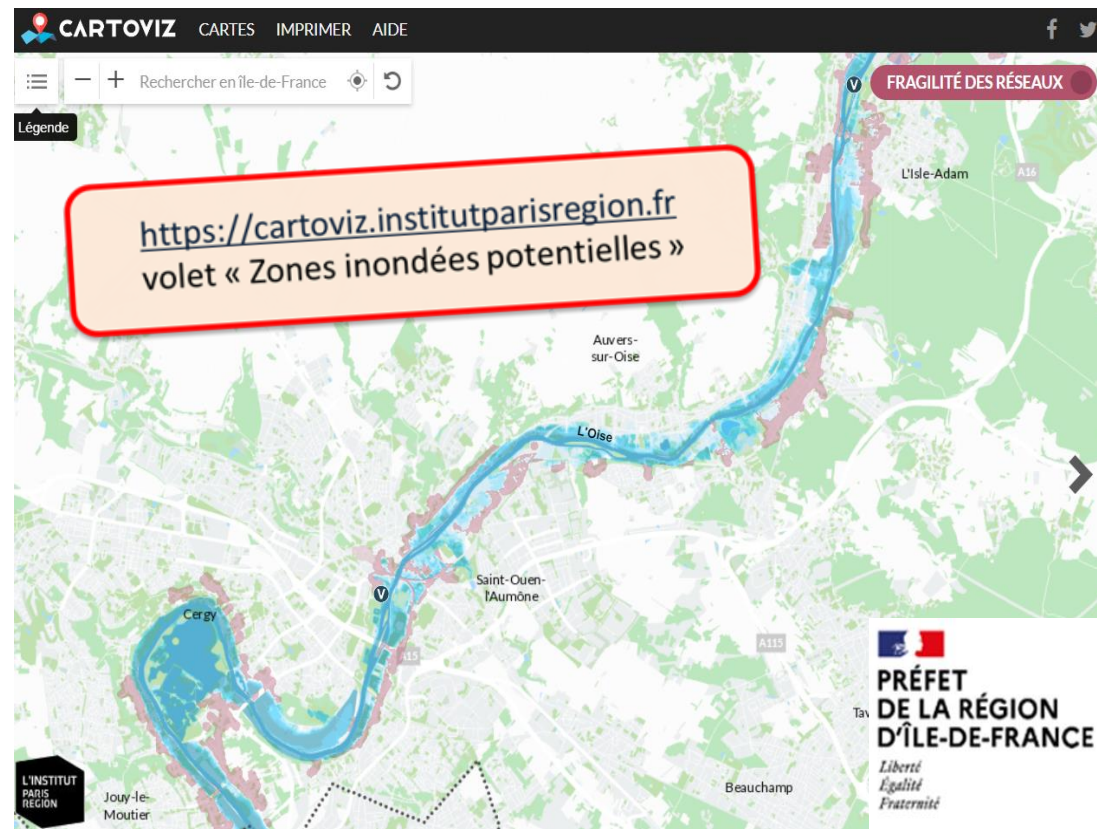 CARTOVIZ CARTES IMPRIMER AIDE
Rechercher en île-de-France
FRAGILITÉ DES RÉSEAUX
Légende
V
L'Isle-Adam
A16
https://cartoviz.institutparisregion.fr
volet « Zones inondées potentielles »
Auvers-
sur-Oise
L'Oise
Saint-Ouen-
l'Aumône
V
Cergy
A15
A115
PRÉFET
DE LA RÉGION
D'ÎLE-DE-FRANCE
Liberté
Égalité
Fraternité
Tav
Beauchamp
L'INSTITUT
PARIS
REGION
Jouy-le-
Moutier